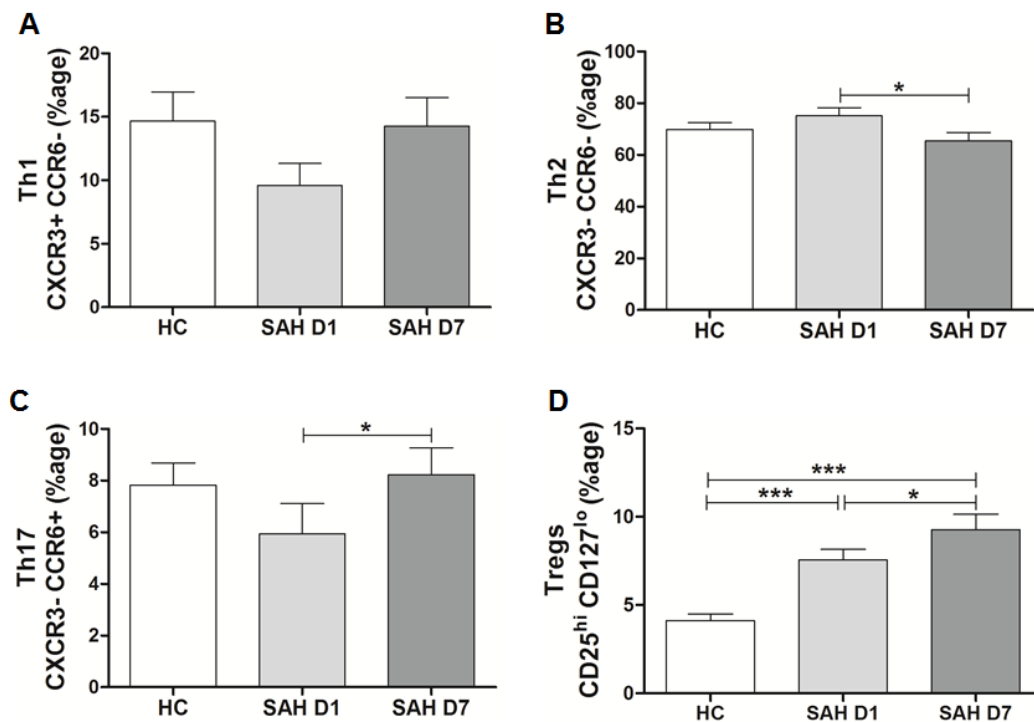 A
Th1
CXCR3+ CCR6- (%age)
20
15
10
5
0
HC SAH D1 SAH D7
B
Th2
CXCR3- CCR6- (%age)
100
80
60
40
20
0
*
HC SAH D1 SAH D7
C
Th17
CXCR3- CCR6+ (%age)
10
8
6
4
2
0
*
HC SAH D1 SAH D7
D
Tregs
CD25hi CD127lo (%age)
15
10
5
0
***
*** *
HC SAH D1 SAH D7